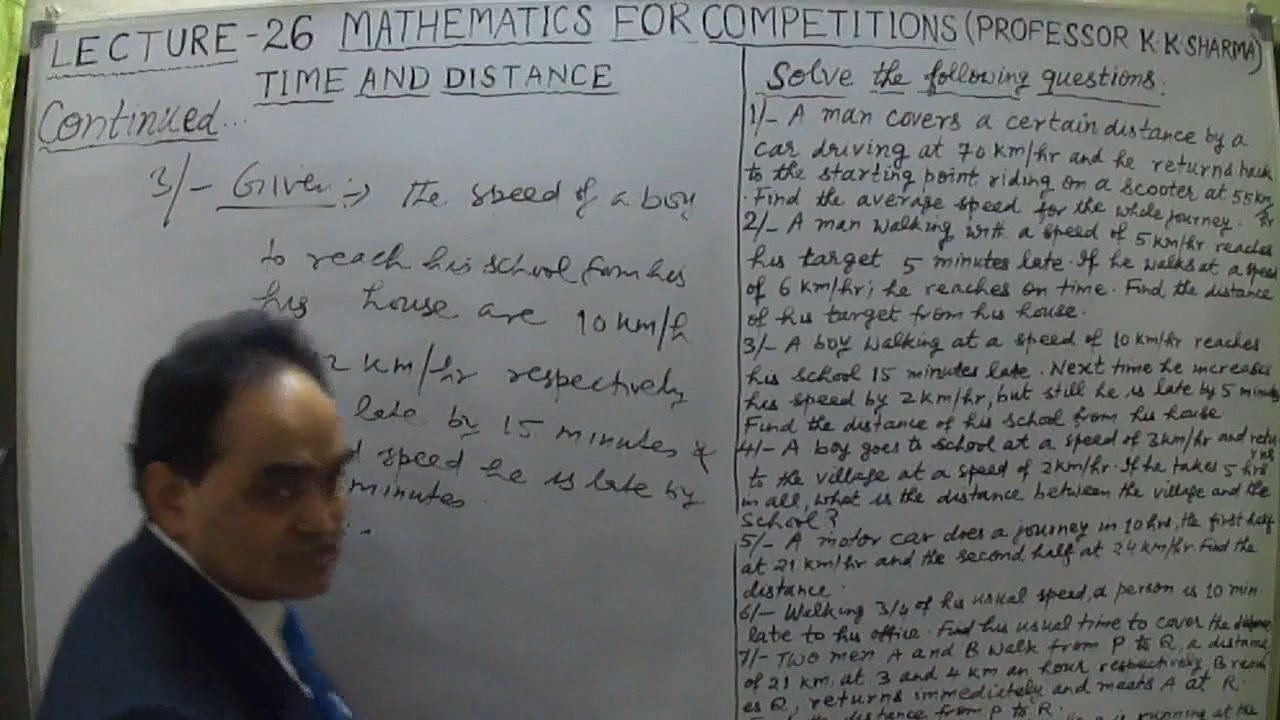 LECTURE-26 MATHEMATICS FOR COMPETITIONS (PROFESSOR K.K.SHARMA)
TIME AND DISTANCE
Continued...
3/- Given :→ The speed of a boy
to reach his school from his
his house are 10 km/h
2 km/hr respectively
late by 15 minutes &
speed he is late by
minutes
Solve the following questions:
1/- A man covers a certain distance by a
car driving at 70 km/hr and he returns back
to the starting point riding on a scooter at 55 km/hr
. Find the average speed for the whole journey.
2/- A man walking with a speed of 5 km/hr reaches
his target 5 minutes late. If he walks at a speed
of 6 km/hr; he reaches on time. Find the distance
of his target from his house.
3/- A boy walking at a speed of 10 km/hr reaches
his school 15 minutes late. Next time he increases
his speed by 2 km/hr, but still he is late by 5 minutes
Find the distance of his school from his house
4/- A boy goes to school at a speed of 3 km/hr and returns
to the village at a speed of 2 km/hr. If he takes 5 hrs
in all, what is the distance between the village and the
School?
5/- A motor car does a journey in 10 hrs, the first half
at 21 km/hr and the second half at 24 km/hr. Find the
distance.
6/- Walking 3/4 of his usual speed, a person is 10 min
late to his office. Find his usual time to cover the distance
7/- Two men A and B walk from P to Q, a distance
of 21 km, at 3 and 4 km an hour respectively. B reach
es Q, returns immediately and meets A at R.
distance from P to R.
is running at the